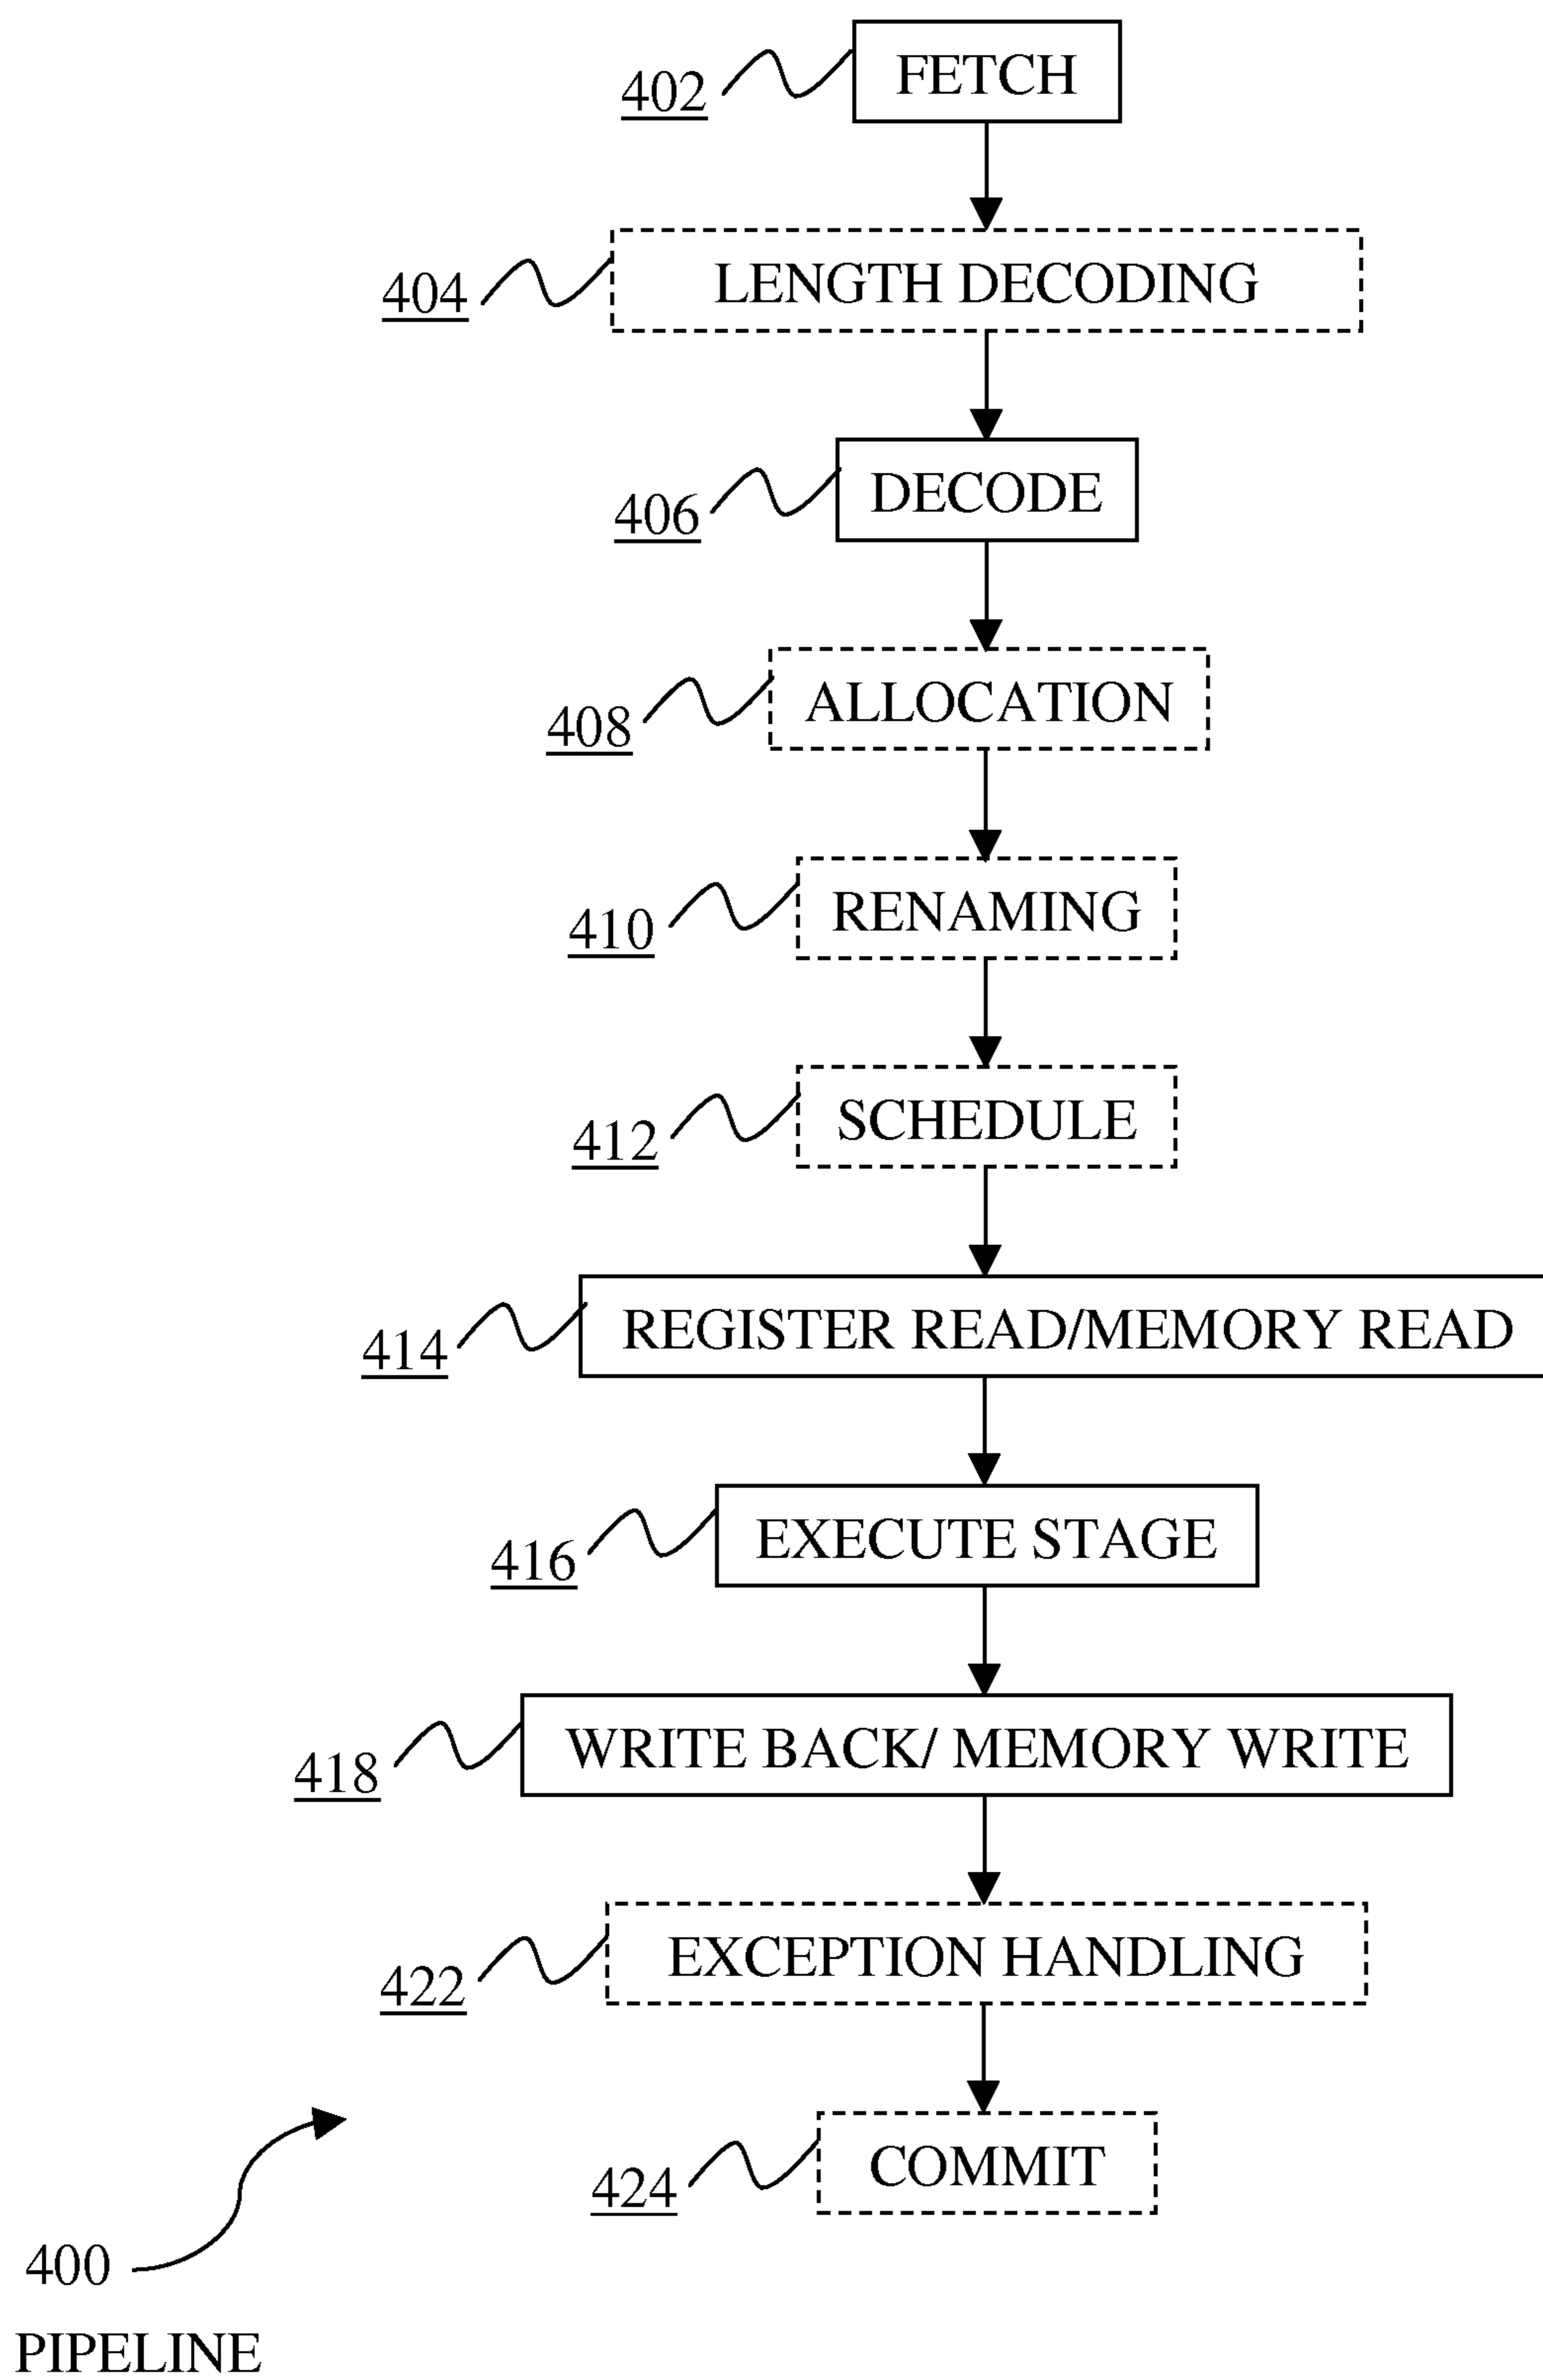 402 FETCH
404 LENGTH DECODING
406 DECODE
408 ALLOCATION
410 RENAMING
412 SCHEDULE
414 REGISTER READ/MEMORY READ
416 EXECUTE STAGE
418 WRITE BACK/ MEMORY WRITE
422 EXCEPTION HANDLING
424 COMMIT
400
PIPELINE